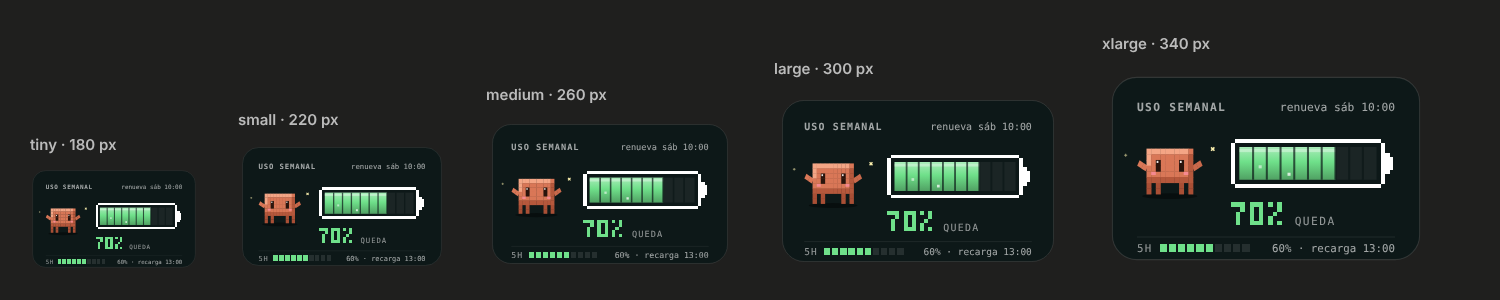 tiny · 180 px
USO SEMANAL renueva sáb 10:00
70% QUEDA
5H 60% · recarga 13:00
small · 220 px
USO SEMANAL renueva sáb 10:00
70% QUEDA
5H 60% · recarga 13:00
medium · 260 px
USO SEMANAL renueva sáb 10:00
70% QUEDA
5H 60% · recarga 13:00
large · 300 px
USO SEMANAL renueva sáb 10:00
70% QUEDA
5H 60% · recarga 13:00
xlarge · 340 px
USO SEMANAL renueva sáb 10:00
70% QUEDA
5H 60% · recarga 13:00